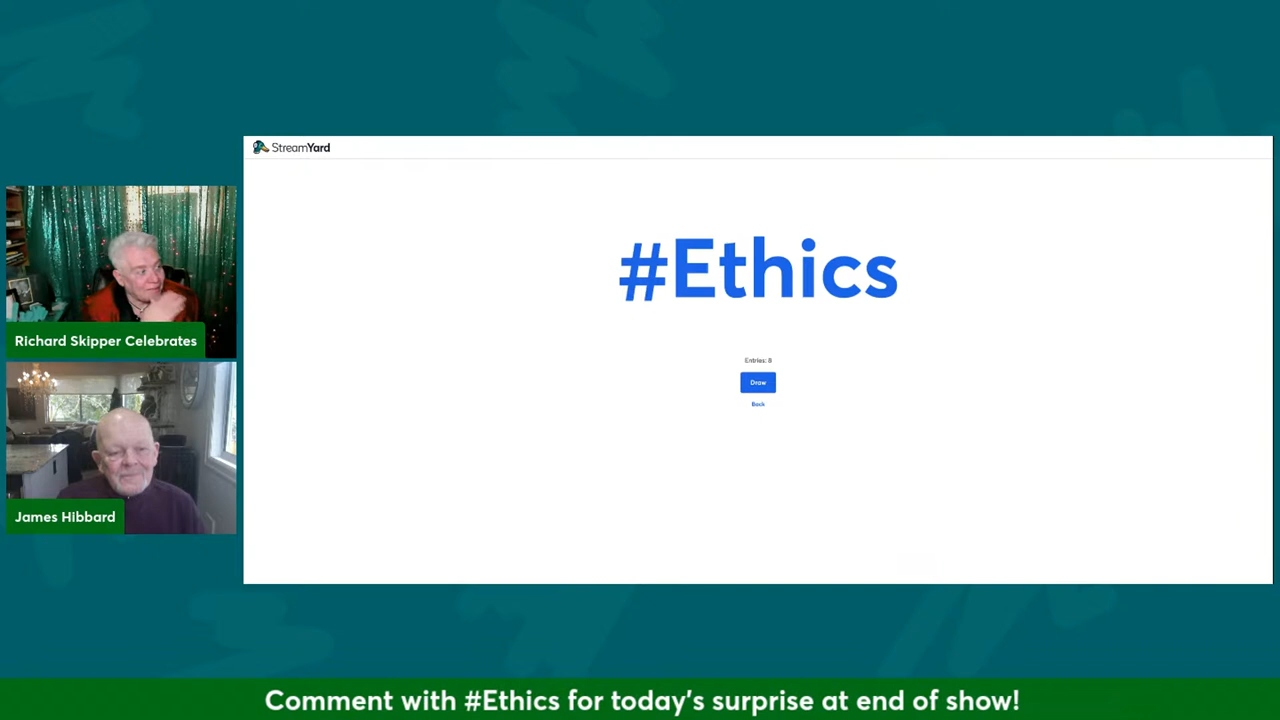 StreamYard
#Ethics
Entries: 8
Draw
Back
Richard Skipper Celebrates
James Hibbard
Comment with #Ethics for today's surprise at end of show!